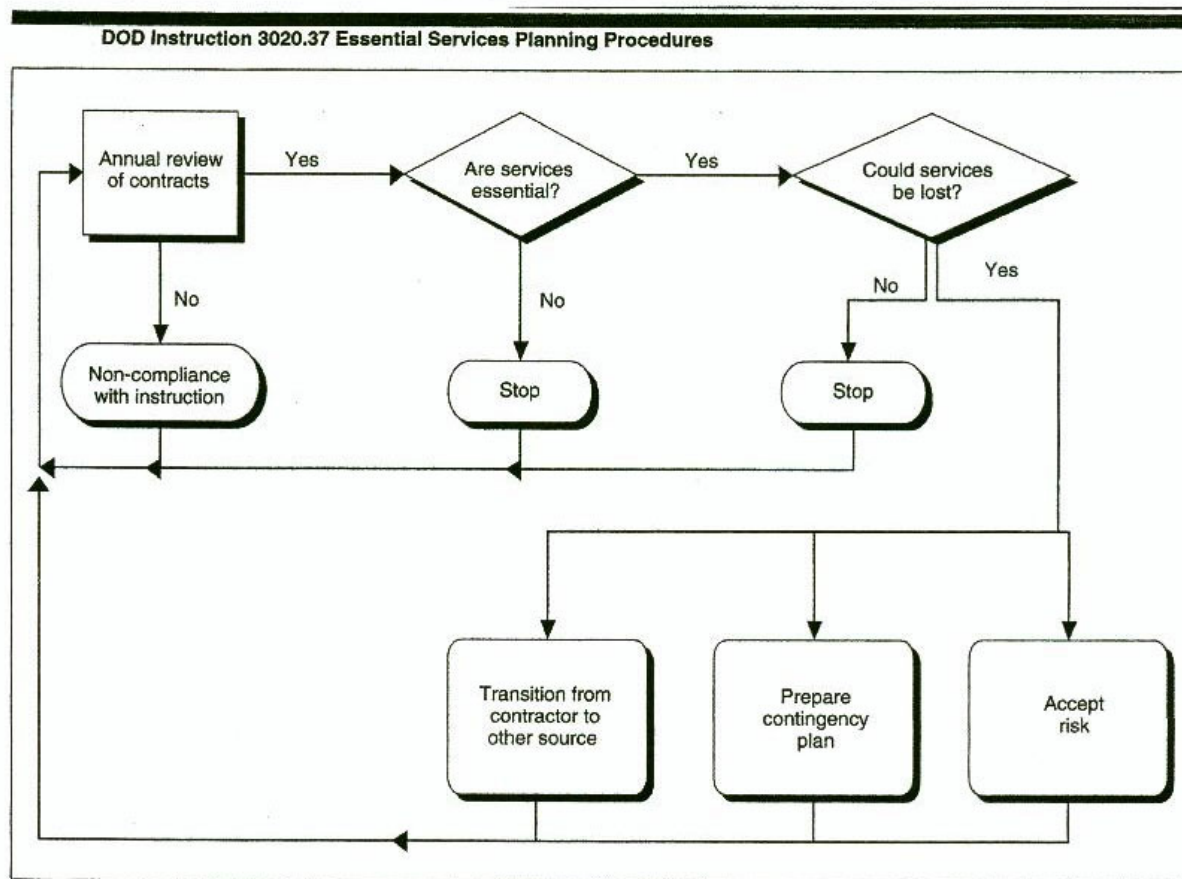 DOD Instruction 3020.37 Essential Services Planning Procedures
Annual review
of contracts
Yes
Are services
essential?
Yes
Could services
be lost?
No
No
No
Yes
Non-compliance
with instruction
Stop
Stop
Transition from
contractor to
other source
Prepare
contingency
plan
Accept
risk